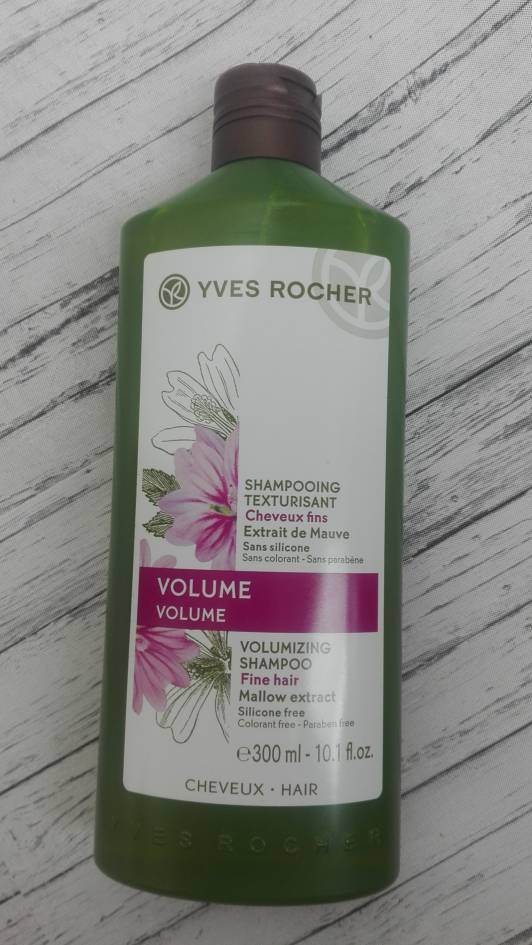 YVES ROCHER
SHAMPOOING
TEXTURISANT
Cheveux fins
Extrait de Mauve
Sans silicone
Sans colorant - Sans parabène
VOLUME
VOLUME
VOLUMIZING
SHAMPOO
Fine hair
Mallow extract
Silicone free
Colorant free - Paraben free
℮300 ml - 10.1 fl.oz.
CHEVEUX · HAIR
YVES ROCHER